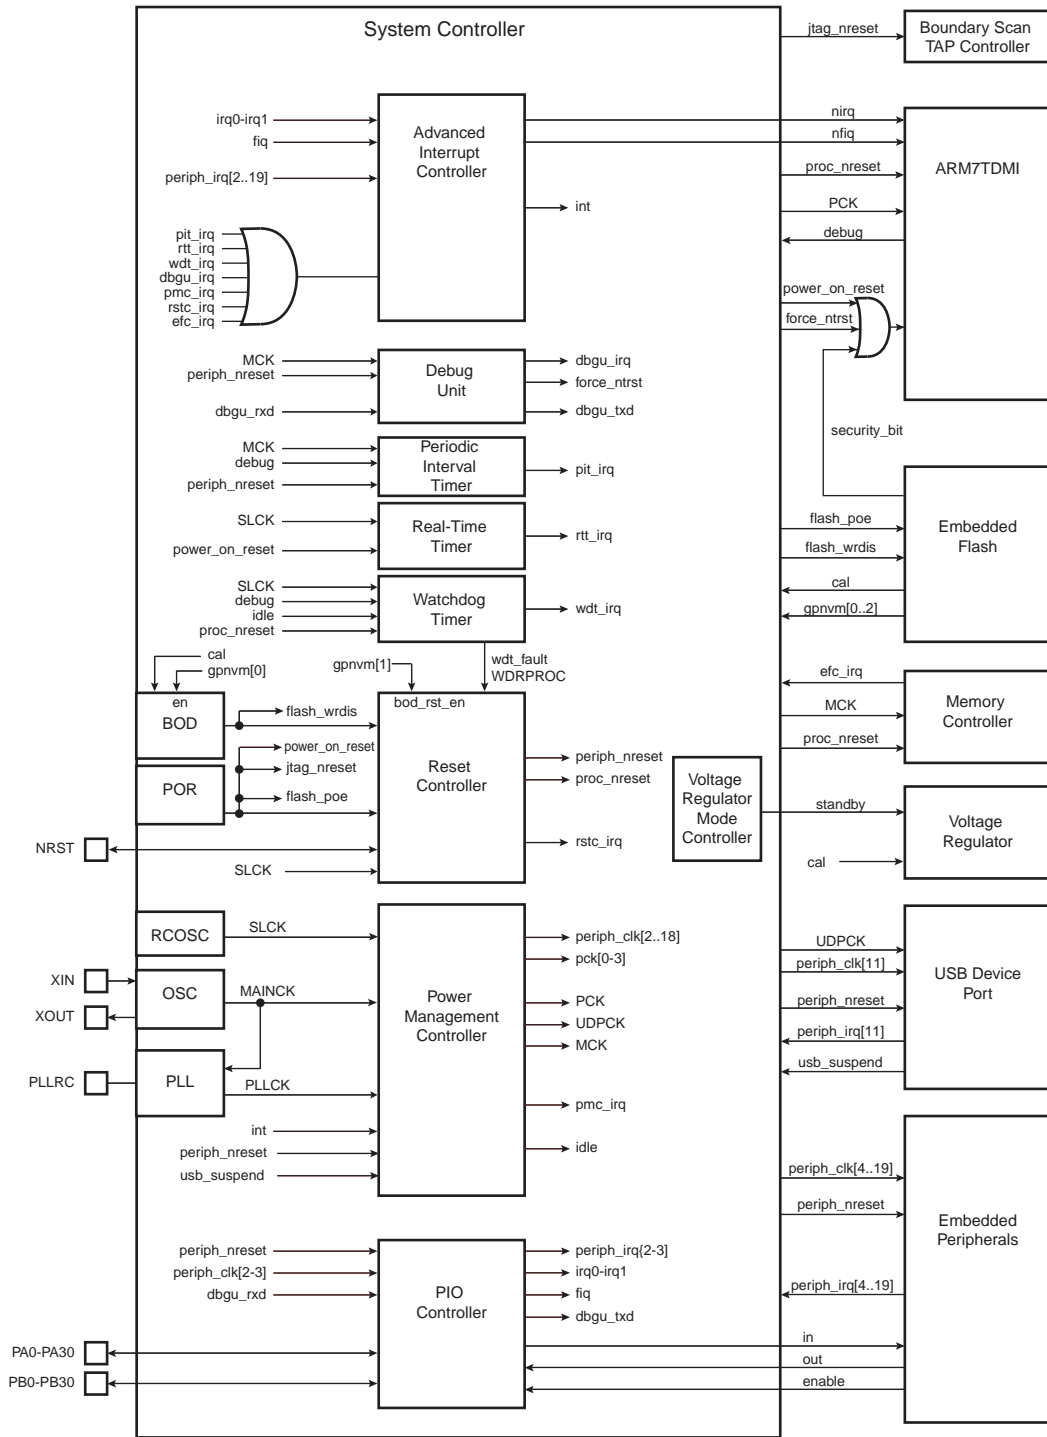 System Controller
jtag_nreset
Boundary Scan
TAP Controller
irq0-irq1
fiq
periph_irq[2..19]
Advanced
Interrupt
Controller
int
nirq
nfiq
proc_nreset
PCK
debug
ARM7TDMI
pit_irq
rtt_irq
wdt_irq
dbgu_irq
pmc_irq
rstc_irq
efc_irq
power_on_reset
force_ntrst
security_bit
MCK
periph_nreset
dbgu_rxd
Debug
Unit
dbgu_irq
force_ntrst
dbgu_txd
MCK
debug
periph_nreset
Periodic
Interval
Timer
pit_irq
SLCK
power_on_reset
Real-Time
Timer
rtt_irq
flash_poe
flash_wrdis
cal
gpnvm[0..2]
Embedded
Flash
SLCK
debug
idle
proc_nreset
Watchdog
Timer
wdt_irq
cal
gpnvm[0]
gpnvm[1]
wdt_fault
WDRPROC
en
BOD
flash_wrdis
bod_rst_en
efc_irq
MCK
proc_nreset
Memory
Controller
POR
power_on_reset
jtag_nreset
flash_poe
Reset
Controller
periph_nreset
proc_nreset
rstc_irq
Voltage
Regulator
Mode
Controller
standby
cal
Voltage
Regulator
NRST
SLCK
RCOSC
SLCK
XIN
XOUT
OSC
MAINCK
PLLRC
PLL
PLLCK
int
periph_nreset
usb_suspend
Power
Management
Controller
periph_clk[2..18]
pck[0-3]
PCK
UDPCK
MCK
pmc_irq
idle
UDPCK
periph_clk[11]
periph_nreset
periph_irq[11]
usb_suspend
USB Device
Port
periph_clk[4..19]
periph_nreset
periph_irq[4..19]
in
out
enable
Embedded
Peripherals
periph_nreset
periph_clk[2-3]
dbgu_rxd
PIO
Controller
periph_irq{2-3]
irq0-irq1
fiq
dbgu_txd
PA0-PA30
PB0-PB30